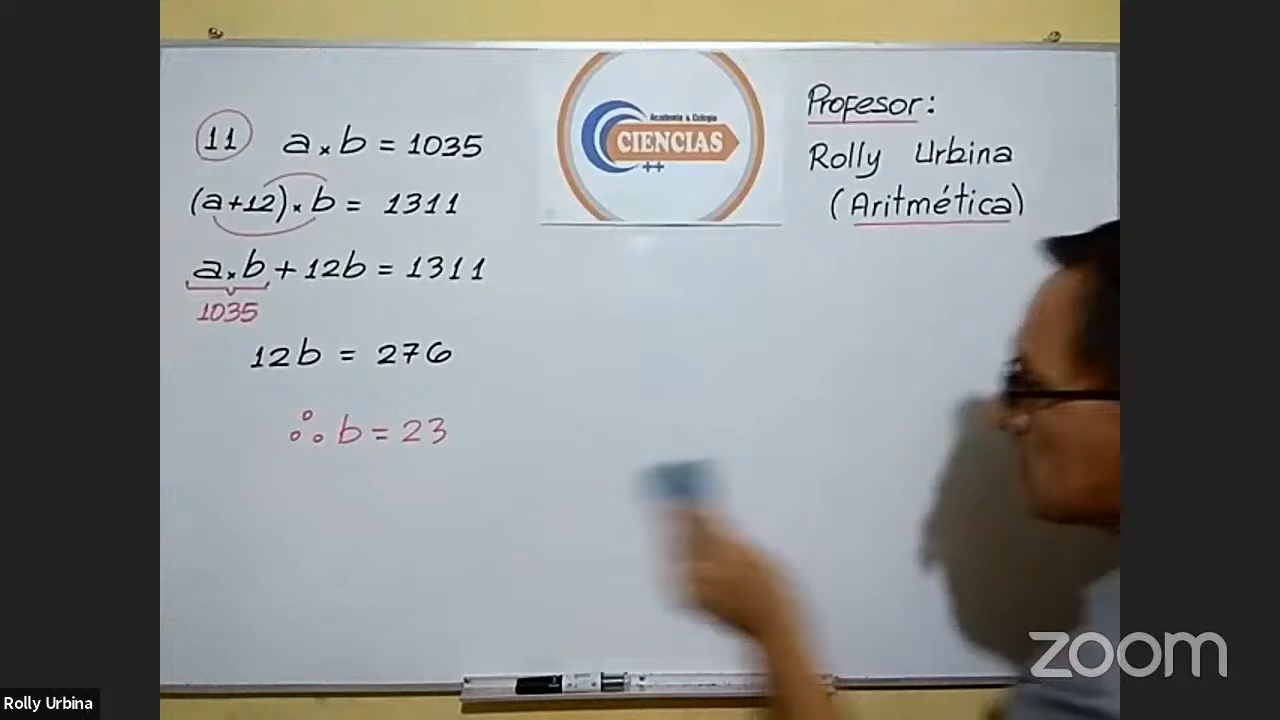 11 a x b = 1035
(a+12) x b = 1311
a x b + 12b = 1311
1035
12b = 276
∴ b = 23
Academia & Colegio
CIENCIAS
++
Profesor:
Rolly Urbina
(Aritmética)
zoom
Rolly Urbina